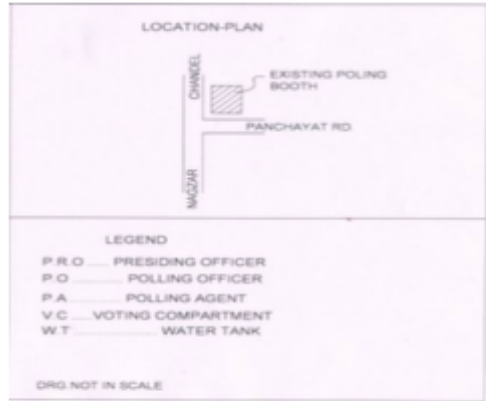 LOCATION-PLAN
CHANDEL
EXISTING POLING
BOOTH
PANCHAYAT RD.
NAGZAR
LEGEND
P.R.O ..... PRESIDING OFFICER
P.O ............ POLLING OFFICER
P.A ............ POLLING AGENT
V.C ..... VOTING COMPARTMENT
W.T ................... WATER TANK
DRG.NOT IN SCALE